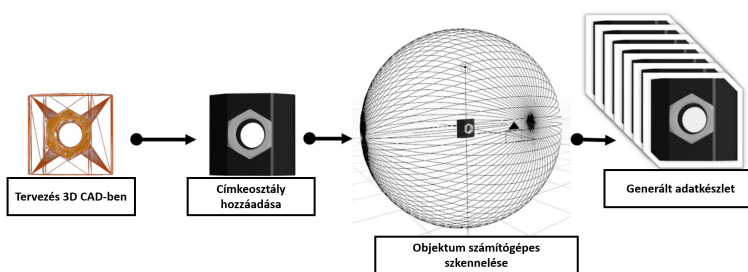 Tervezés 3D CAD-ben
Címkeosztály
hozzáadása
Objektum számítógépes
szkennelése
Generált adatkészlet